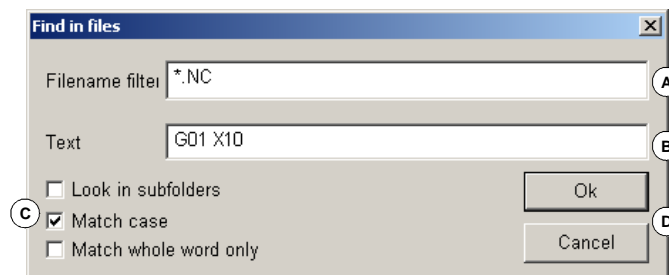 Find in files
Filename filter *.NC A
Text G01 X10 B
Look in subfolders Ok
C Match case D
Match whole word only Cancel